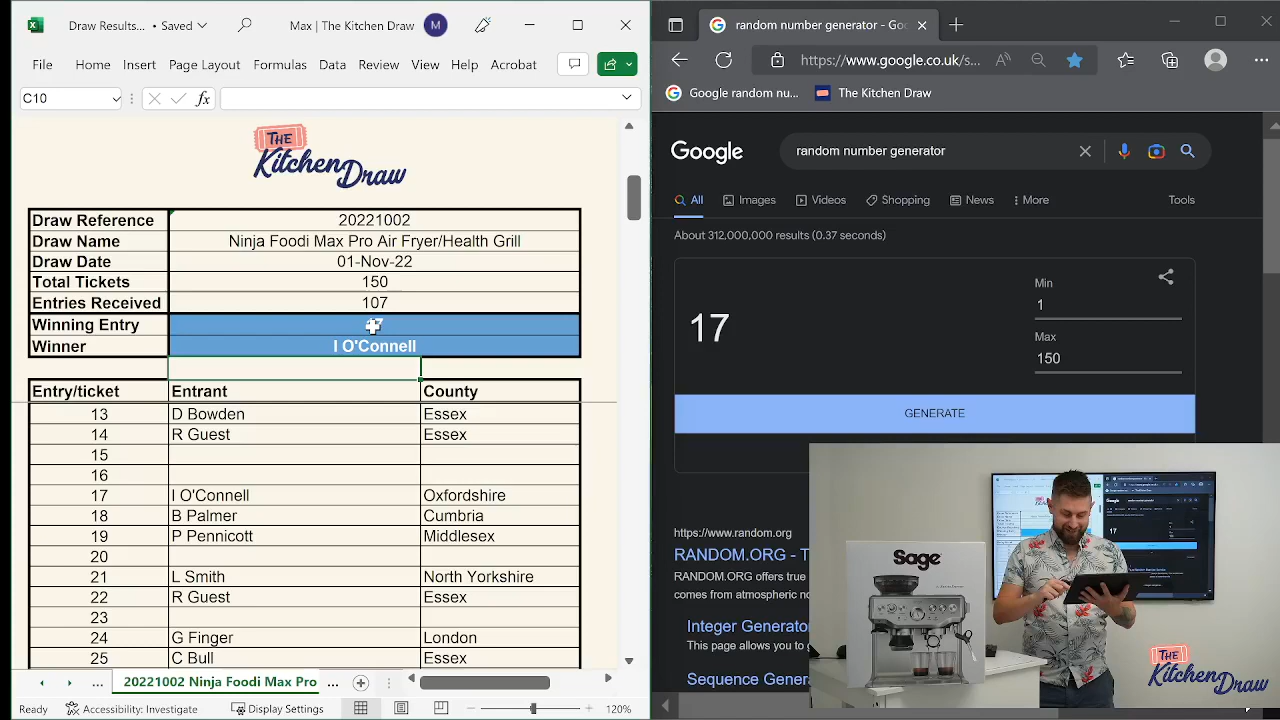 Draw Results... • Saved
Max | The Kitchen Draw
M
File Home Insert Page Layout Formulas Data Review View Help Acrobat
C10
fx
THE
Kitchen Draw
Draw Reference 20221002
Draw Name Ninja Foodi Max Pro Air Fryer/Health Grill
Draw Date 01-Nov-22
Total Tickets 150
Entries Received 107
Winning Entry
Winner I O'Connell
Entry/ticket Entrant County
13 D Bowden Essex
14 R Guest Essex
15
16
17 I O'Connell Oxfordshire
18 B Palmer Cumbria
19 P Pennicott Middlesex
20
21 L Smith North Yorkshire
22 R Guest Essex
23
24 G Finger London
25 C Bull Essex
... 20221002 Ninja Foodi Max Pro ...
Ready Accessibility: Investigate Display Settings 120%
random number generator - Goo
https://www.google.co.uk/s...
Google random nu... The Kitchen Draw
Google
random number generator
All Images Videos Shopping News More Tools
About 312,000,000 results (0.37 seconds)
17
Min
1
Max
150
GENERATE
https://www.random.org
RANDOM.ORG - T
RANDOM.ORG offers true
comes from atmospheric no
Integer Generato
This page allows you to g
Sequence Genera
Sage
THE
Kitchen Draw